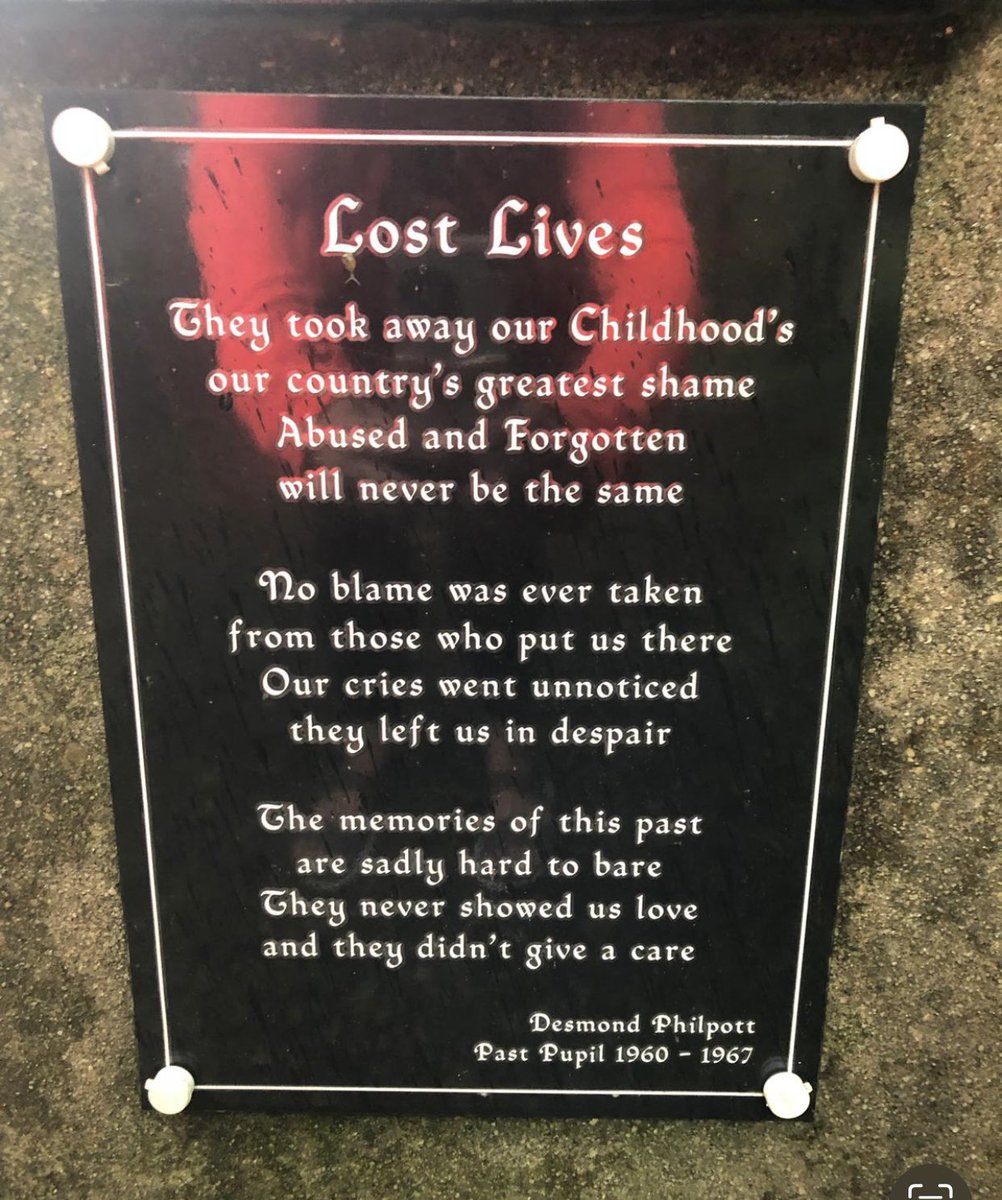 Lost Lives
They took away our Childhood's
our country's greatest shame
Abused and Forgotten
will never be the same
No blame was ever taken
from those who put us there
Our cries went unnoticed
they left us in despair
The memories of this past
are sadly hard to bare
They never showed us love
and they didn't give a care
Desmond Philpott
Past Pupil 1960 - 1967